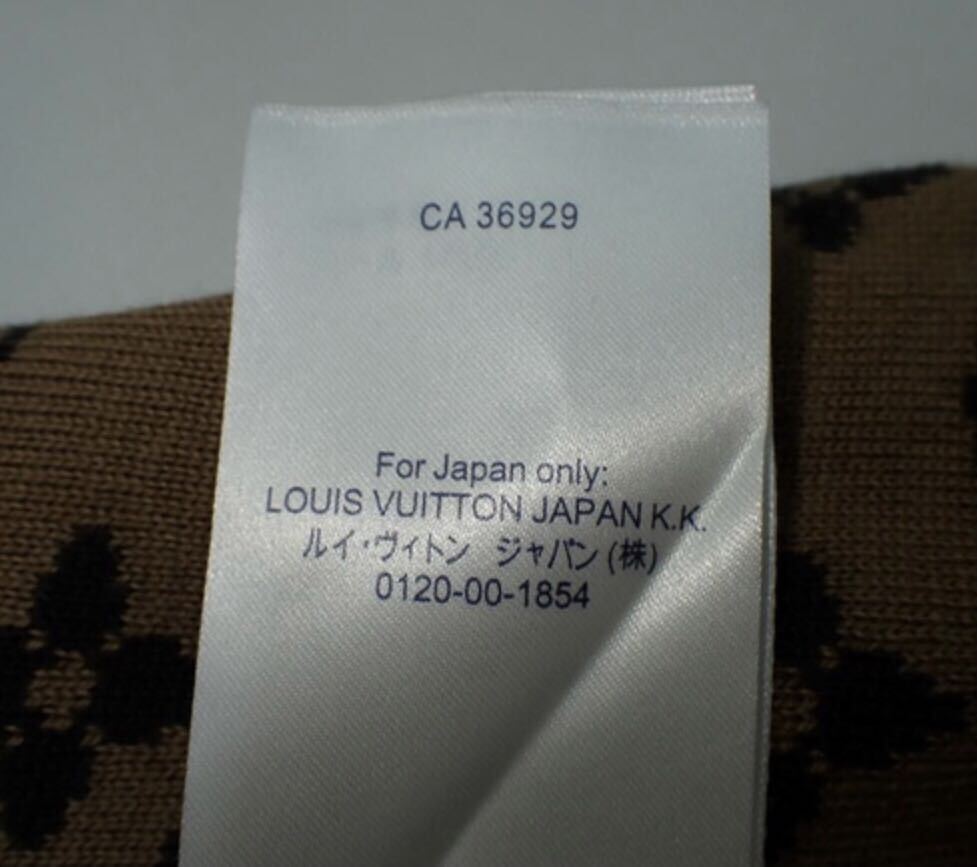 CA 36929
For Japan only:
LOUIS VUITTON JAPAN K.K.
ルイ・ヴィトン ジャパン (株)
0120-00-1854